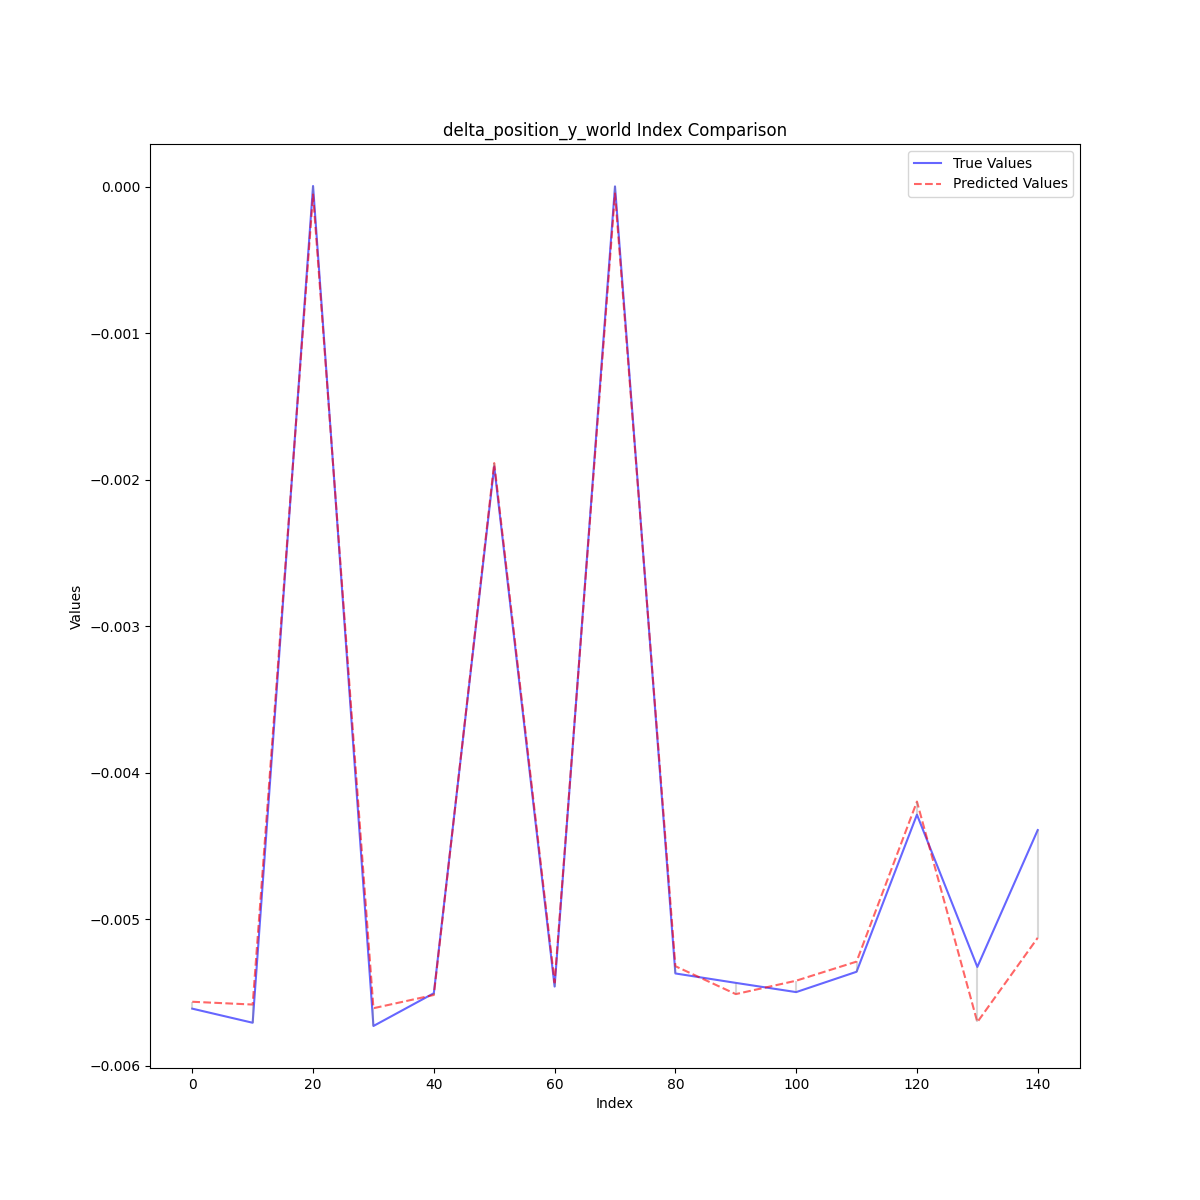 delta_position_y_world Index Comparison
True Values
Predicted Values
0.000
−0.001
−0.002
−0.003
−0.004
−0.005
−0.006
Values
0 20 40 60 80 100 120 140
Index